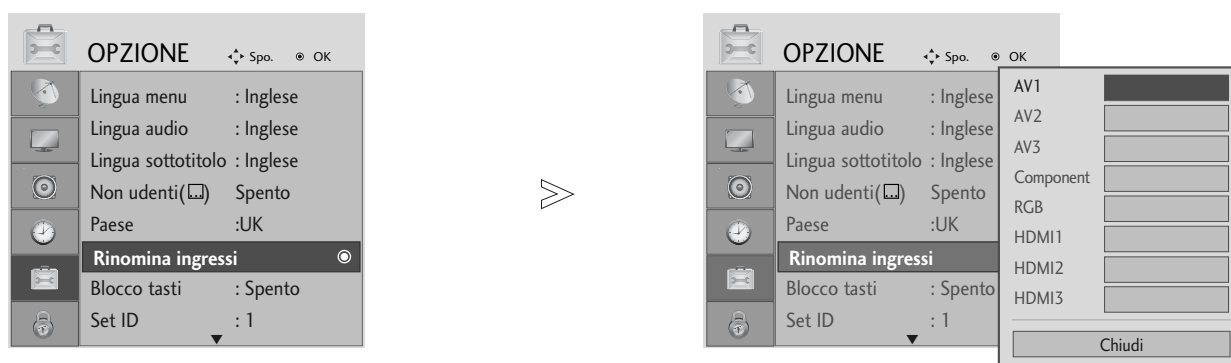 OPZIONE Spo. OK
Lingua menu : Inglese
Lingua audio : Inglese
Lingua sottotitolo : Inglese
Non udenti( ) Spento
Paese :UK
Rinomina ingressi
Blocco tasti : Spento
Set ID : 1
OPZIONE Spo. OK
Lingua menu : Inglese
Lingua audio : Inglese
Lingua sottotitolo : Inglese
Non udenti( ) Spento
Paese :UK
Rinomina ingressi
Blocco tasti : Spento
Set ID : 1
AV1
AV2
AV3
Component
RGB
HDMI1
HDMI2
HDMI3
Chiudi